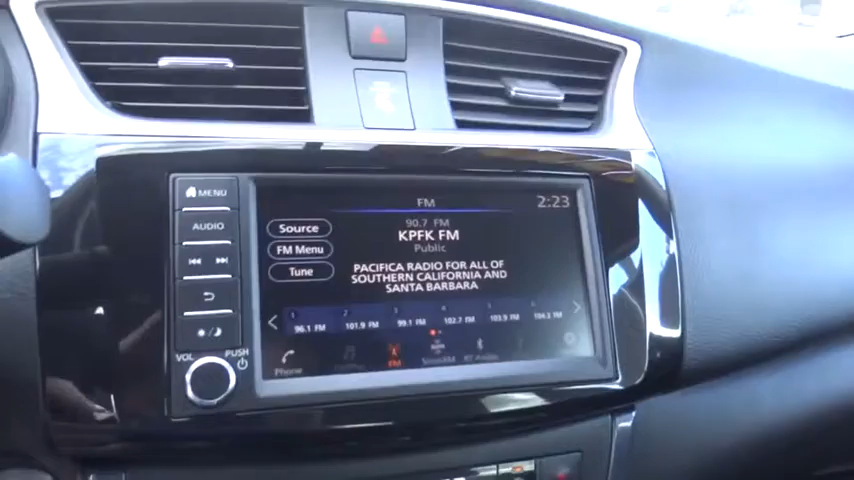 MENU
FM
2:23
90.7 FM
AUDIO
Source
KPFK FM
Public
FM Menu
PACIFICA RADIO FOR ALL OF
SOUTHERN CALIFORNIA AND
SANTA BARBARA
Tune
1 2 3 4 5 6
96.1 FM 101.9 FM 99.1 FM 102.7 FM 103.9 FM 104.3 FM
VOL PUSH
Phone FM SiriusXM BT Audio